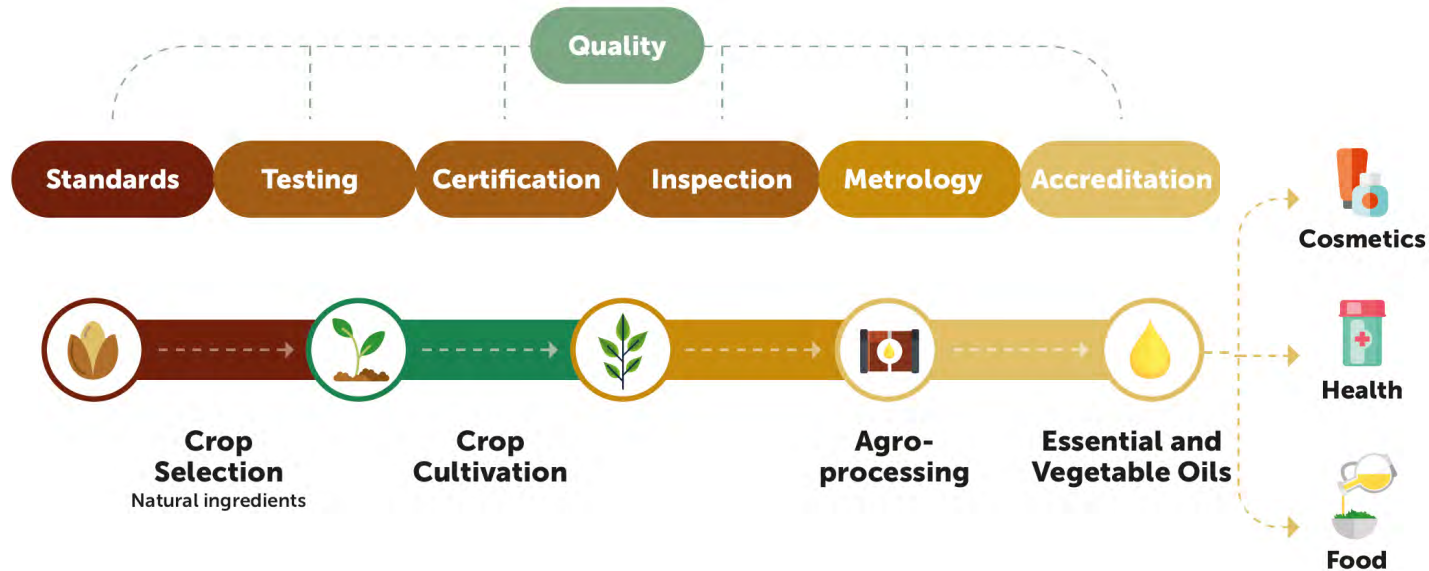 Quality
Standards
Testing
Certification
Inspection
Metrology
Accreditation
Cosmetics
Health
Food
Crop
Selection
Natural ingredients
Crop
Cultivation
Agro-
processing
Essential and
Vegetable Oils